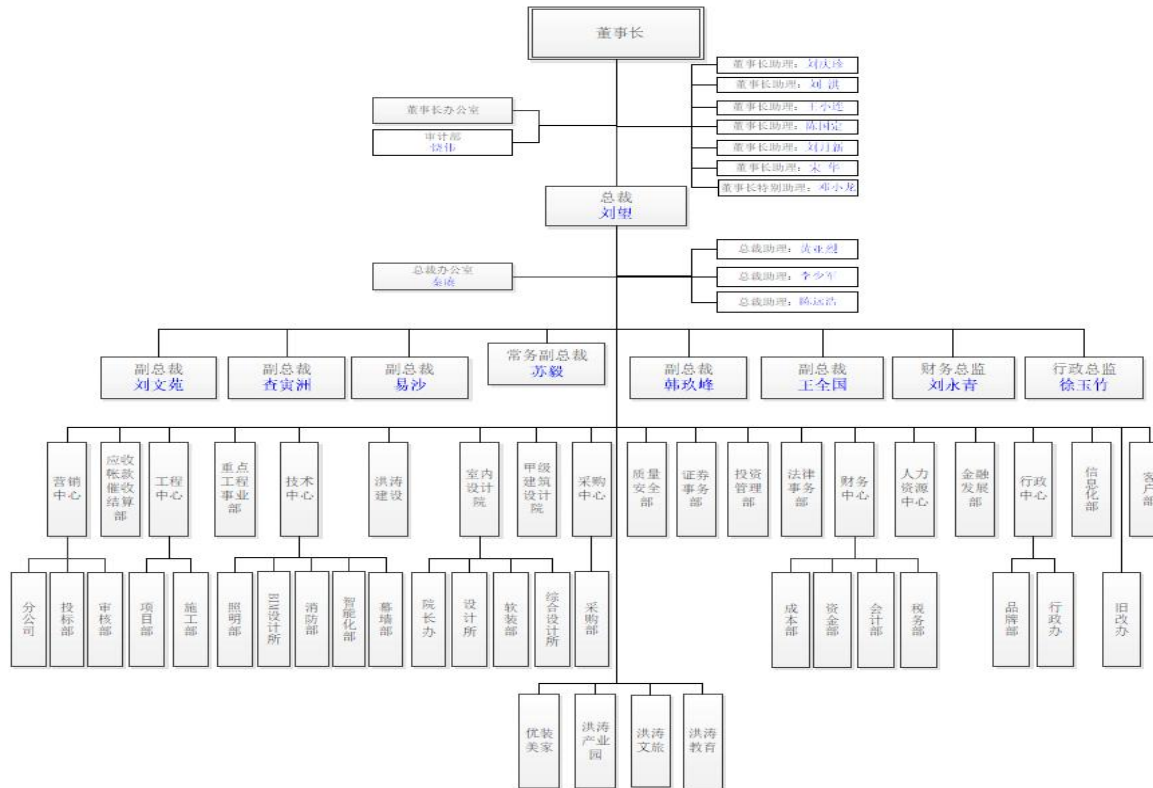 董事长
董事长助理：刘庆珍
董事长助理：刘 洪
董事长助理：王小连
董事长助理：陈国定
董事长助理：刘月新
董事长助理：宋 华
董事长特别助理：邓小龙
董事长办公室
审计部
饶伟
总裁
刘望
总裁助理：
总裁助理：李少军
总裁助理：陈远浩
总裁办公室
副总裁
刘文苑
副总裁
查寅洲
副总裁
易沙
常务副总裁
苏毅
副总裁
韩玖峰
副总裁
王全国
财务总监
刘永青
行政总监
徐玉竹
营销
中心
应收
帐款
催收
结算
部
工程
中心
重点
工程
事业
部
技术
中心
洪涛
建设
室内
设计
院
甲级
建筑
设计
院
采购
中心
质量
安全
部
证券
事务
部
投资
管理
部
法律
事务
部
财务
中心
人力
资源
中心
金融
发展
部
行政
中心
信
息
化
部
客
户
部
分公司
投标部
审核部
项目部
施工部
照明部
BIM设计所
消防部
智能化部
幕墙部
院长办
设计所
软装部
综合设计所
采购部
成本部
资金部
会计部
税务部
品牌部
行政办
旧改办
优装
美家
洪涛
产业
园
洪涛
文旅
洪涛
教育